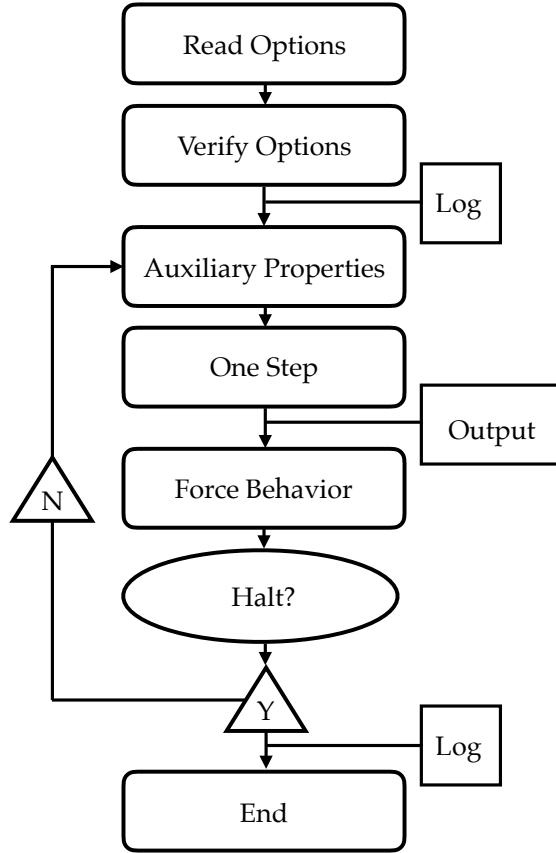 Read Options
Verify Options
Log
Auxiliary Properties
One Step
Output
Force Behavior
N
Halt?
Y
Log
End